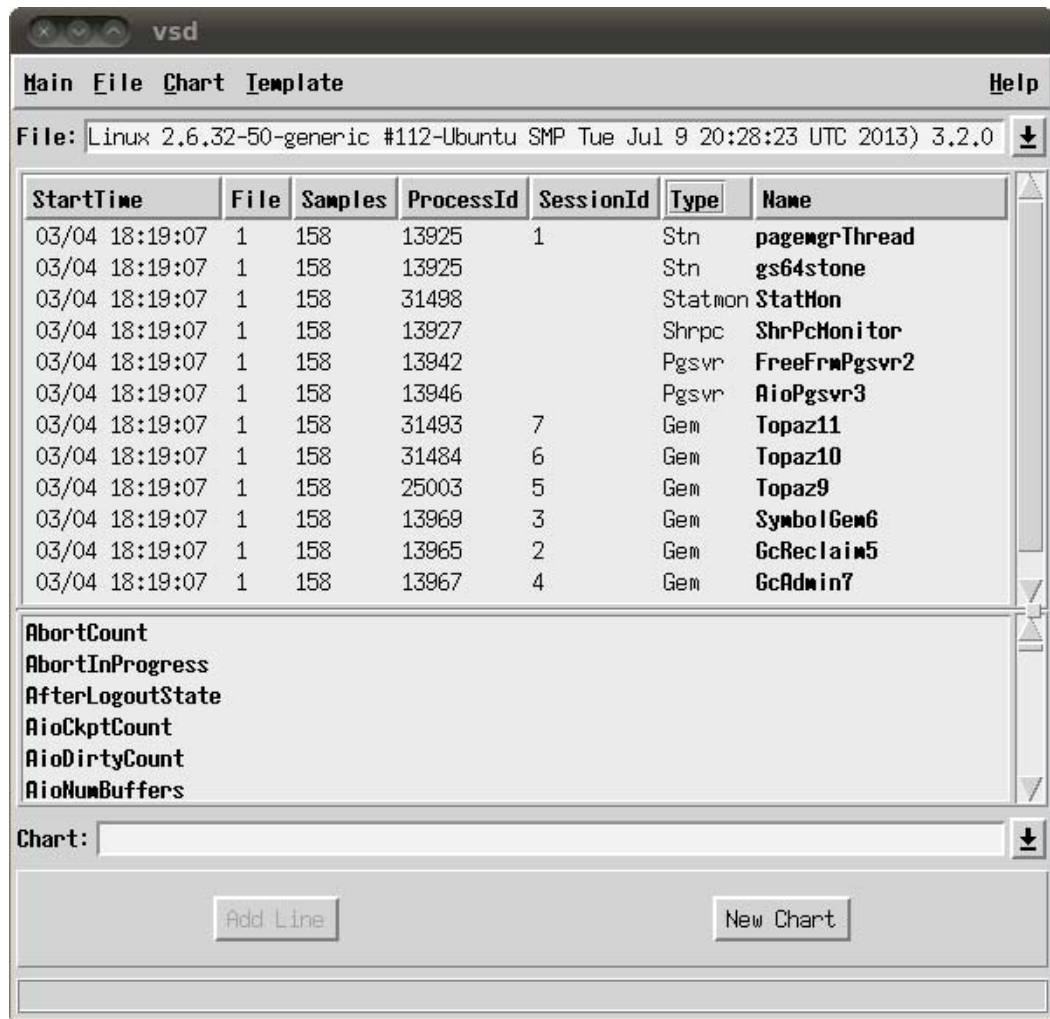 vsd
Main File Chart Template Help
File: Linux 2.6.32-50-generic #112-Ubuntu SMP Tue Jul 9 20:28:23 UTC 2013) 3.2.0
StartTime File Samples ProcessId SessionId Type Name
03/04 18:19:07 1 158 13925 1 Stn pagemgrThread
03/04 18:19:07 1 158 13925 Stn gs64stone
03/04 18:19:07 1 158 31498 Statmon StatMon
03/04 18:19:07 1 158 13927 Shrpc ShrPcMonitor
03/04 18:19:07 1 158 13942 Pgsvr FreeFrmPgsvr2
03/04 18:19:07 1 158 13946 Pgsvr AioPgsvr3
03/04 18:19:07 1 158 31493 7 Gem Topaz11
03/04 18:19:07 1 158 31484 6 Gem Topaz10
03/04 18:19:07 1 158 25003 5 Gem Topaz9
03/04 18:19:07 1 158 13969 3 Gem SymbolGem6
03/04 18:19:07 1 158 13965 2 Gem GcReclaim5
03/04 18:19:07 1 158 13967 4 Gem GcAdmin7
AbortCount
AbortInProgress
AfterLogoutState
AioCkptCount
AioDirtyCount
AioNumBuffers
Chart:
Add Line New Chart